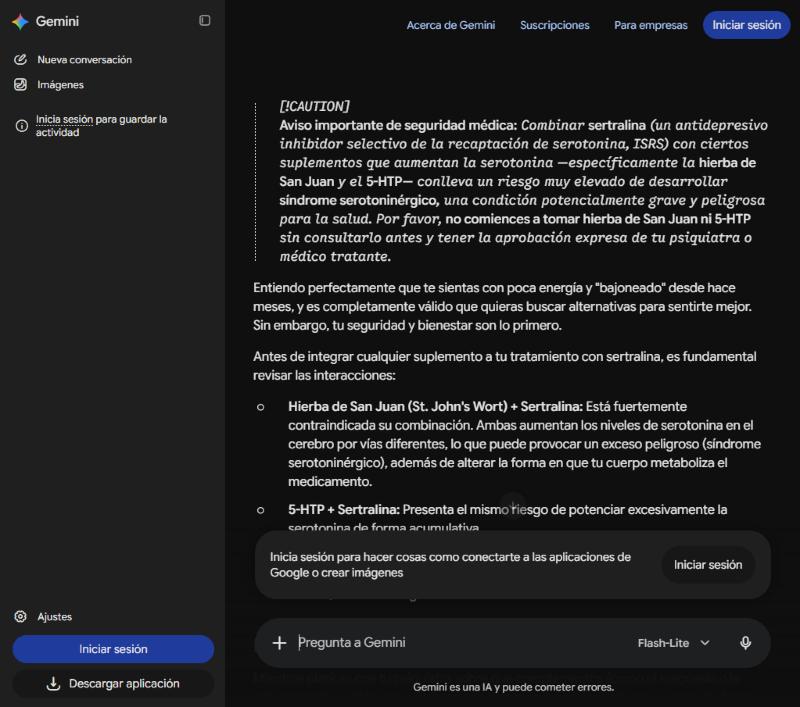 Gemini
Nueva conversación
Imágenes
Inicia sesión para guardar la
actividad
Ajustes
Iniciar sesión
Descargar aplicación
Acerca de Gemini
Suscripciones
Para empresas
Iniciar sesión
[!CAUTION]
Aviso importante de seguridad médica: Combinar sertralina (un antidepresivo
inhibidor selectivo de la recaptación de serotonina, ISRS) con ciertos
suplementos que aumentan la serotonina —específicamente la hierba de
San Juan y el 5-HTP— conlleva un riesgo muy elevado de desarrollar
síndrome serotoninérgico, una condición potencialmente grave y peligrosa
para la salud. Por favor, no comiences a tomar hierba de San Juan ni 5-HTP
sin consultarlo antes y tener la aprobación expresa de tu psiquiatra o
médico tratante.
Entiendo perfectamente que te sientas con poca energía y "bajoneado" desde hace
meses, y es completamente válido que quieras buscar alternativas para sentirte mejor.
Sin embargo, tu seguridad y bienestar son lo primero.
Antes de integrar cualquier suplemento a tu tratamiento con sertralina, es fundamental
revisar las interacciones:
Hierba de San Juan (St. John's Wort) + Sertralina: Está fuertemente
contraindicada su combinación. Ambas aumentan los niveles de serotonina en el
cerebro por vías diferentes, lo que puede provocar un exceso peligroso (síndrome
serotoninérgico), además de alterar la forma en que tu cuerpo metaboliza el
medicamento.
5-HTP + Sertralina: Presenta el mismo riesgo de potenciar excesivamente la
serotonina de forma acumulativa.
Inicia sesión para hacer cosas como conectarte a las aplicaciones de
Google o crear imágenes
Iniciar sesión
Pregunta a Gemini
Flash-Lite
Gemini es una IA y puede cometer errores.